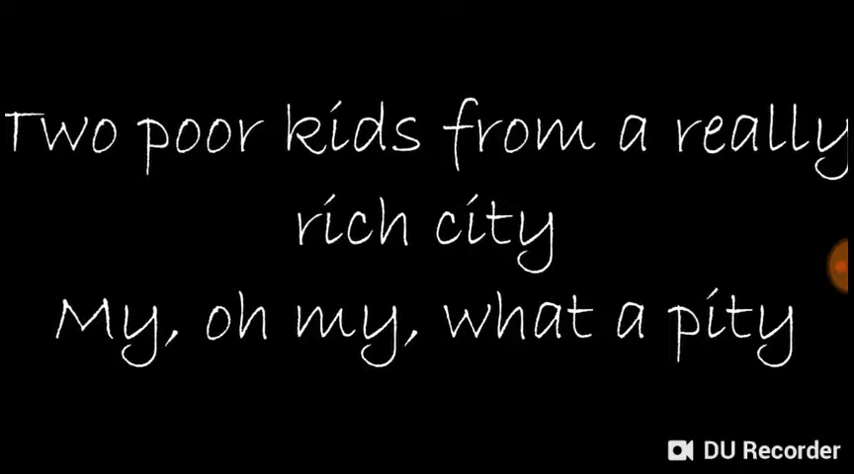 Two poor kids from a really
rich city
My, oh my, what a pity
DU Recorder